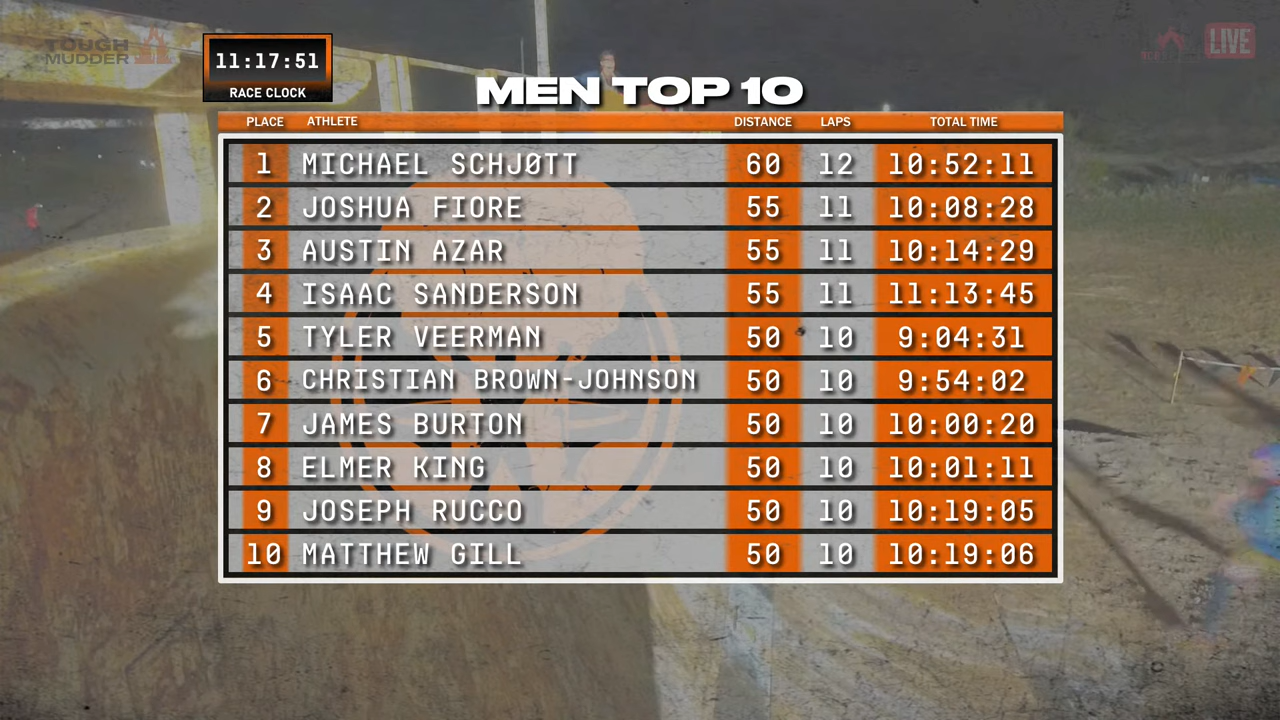 TOUGH
MUDDER
11:17:51
RACE CLOCK
LIVE
MEN TOP 10
PLACE ATHLETE DISTANCE LAPS TOTAL TIME
1 MICHAEL SCHJØTT 60 12 10:52:11
2 JOSHUA FIORE 55 11 10:08:28
3 AUSTIN AZAR 55 11 10:14:29
4 ISAAC SANDERSON 55 11 11:13:45
5 TYLER VEERMAN 50 10 9:04:31
6 CHRISTIAN BROWN-JOHNSON 50 10 9:54:02
7 JAMES BURTON 50 10 10:00:20
8 ELMER KING 50 10 10:01:11
9 JOSEPH RUCCO 50 10 10:19:05
10 MATTHEW GILL 50 10 10:19:06